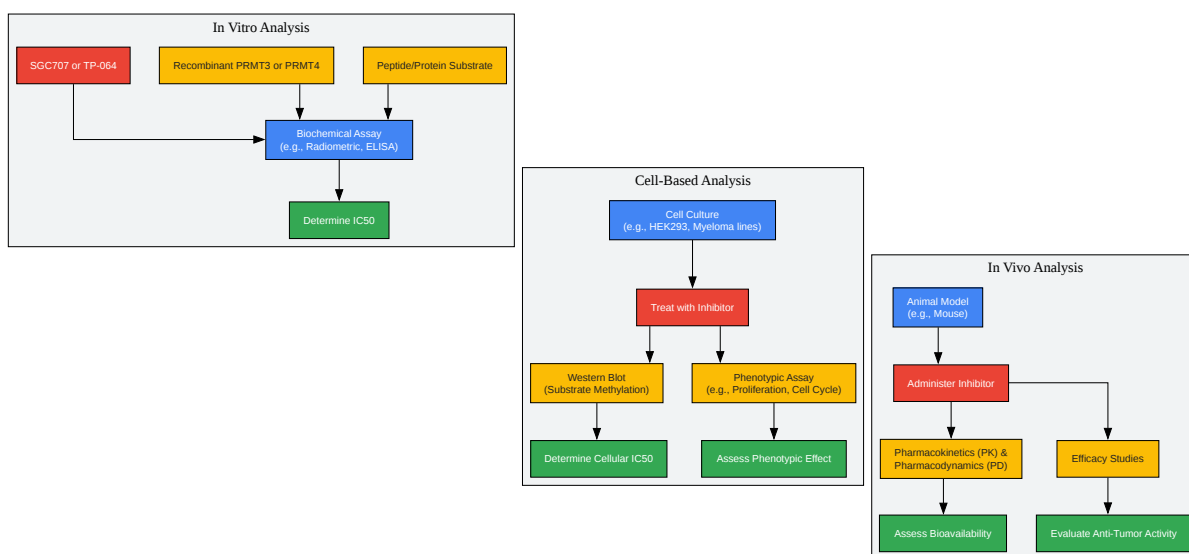 In Vitro Analysis
SGC707 or TP-064
Recombinant PRMT3 or PRMT4
Peptide/Protein Substrate
Biochemical Assay
(e.g., Radiometric, ELISA)
Determine IC50
Cell-Based Analysis
Cell Culture
(e.g., HEK293, Myeloma lines)
Treat with Inhibitor
Western Blot
(Substrate Methylation)
Phenotypic Assay
(e.g., Proliferation, Cell Cycle)
Determine Cellular IC50
Assess Phenotypic Effect
In Vivo Analysis
Animal Model
(e.g., Mouse)
Administer Inhibitor
Pharmacokinetics (PK) &
Pharmacodynamics (PD)
Efficacy Studies
Assess Bioavailability
Evaluate Anti-Tumor Activity